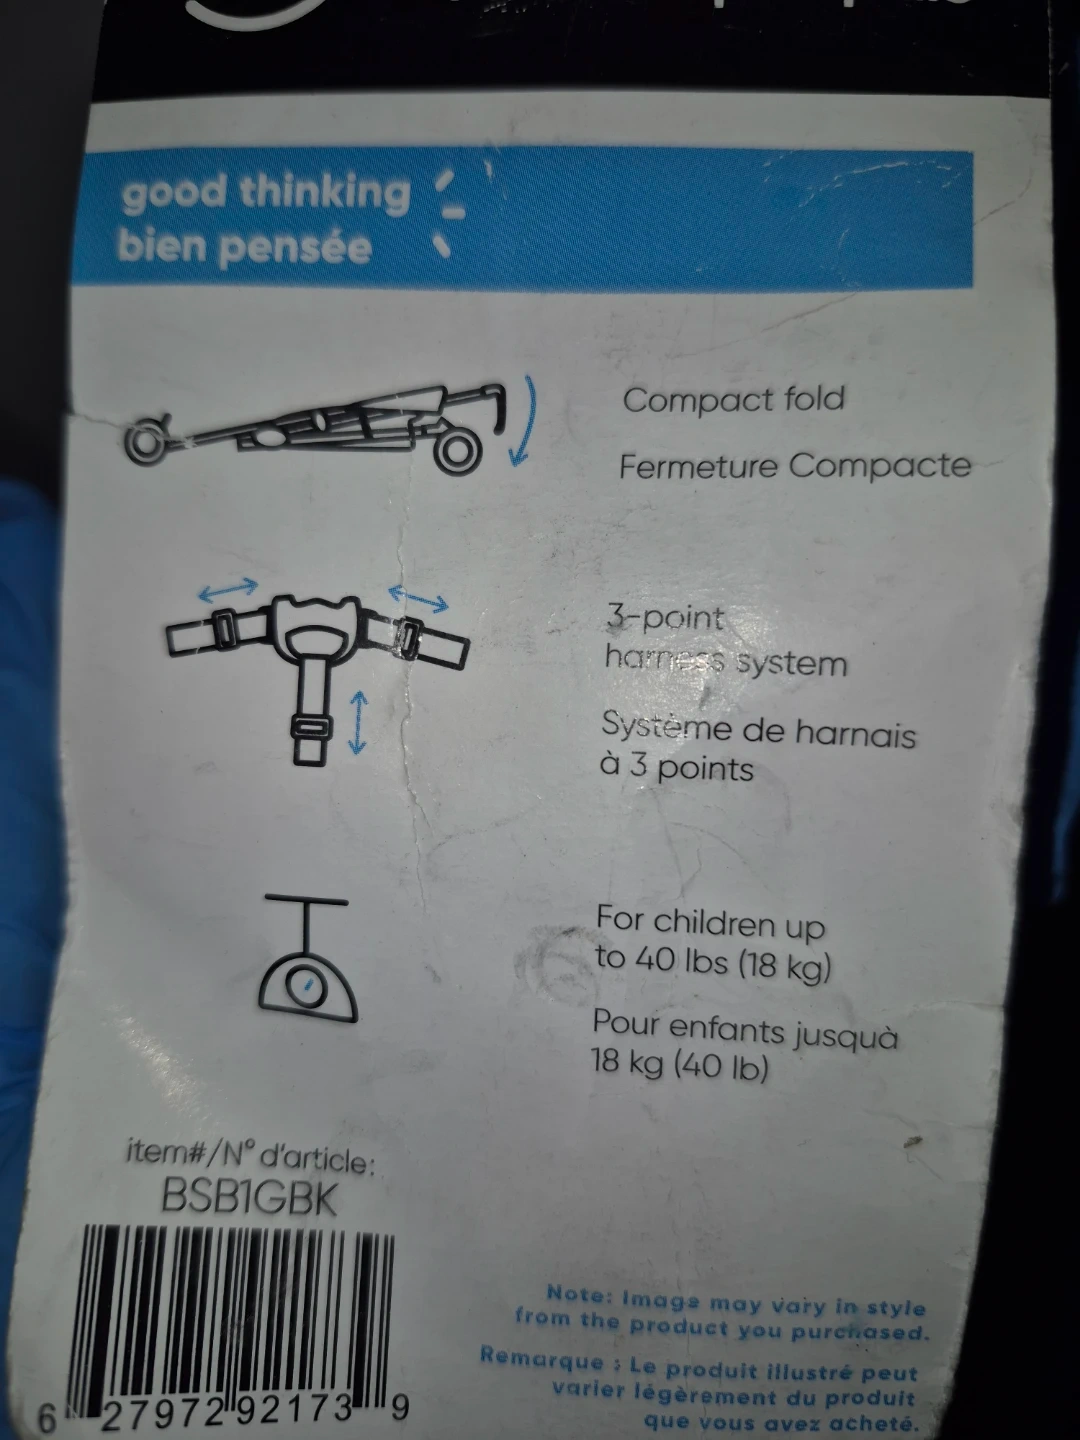 good thinking
bien pensée
Compact fold
Fermeture Compacte
3-point
harness system
Système de harnais
à 3 points
For children up
to 40 lbs (18 kg)
Pour enfants jusquà
18 kg (40 lb)
item#/N° d'article:
BSB1GBK
6 27972 92173 9
Note: Image may vary in style
from the product you purchased.
Remarque : Le produit illustré peut
varier légèrement du produit
que vous avez acheté.